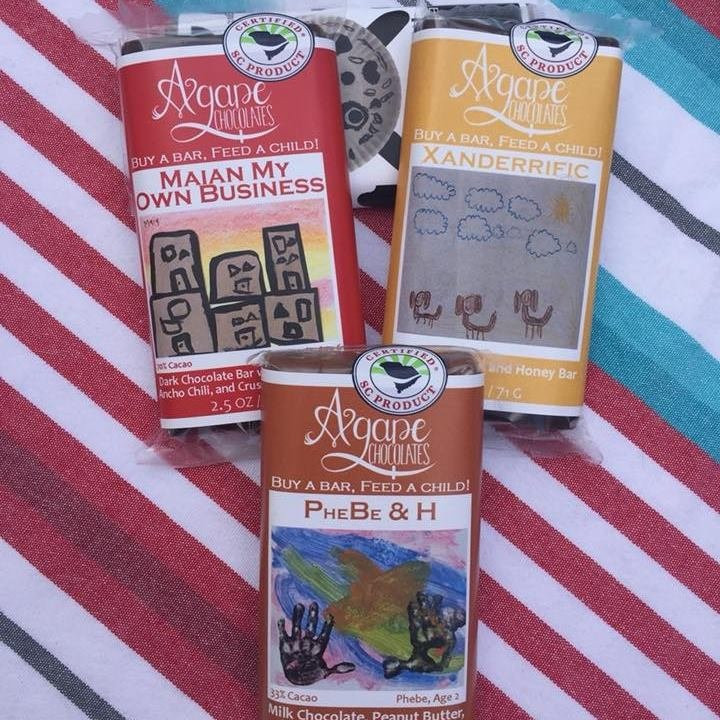 CERTIFIED
SC PRODUCT
Agape
CHOCOLATES
BUY A BAR, FEED A CHILD!
MAIAN MY
OWN BUSINESS
70% Cacao
Dark Chocolate Bar
Ancho Chili, and
2.5 OZ /
CERTIFIED
SC PRODUCT
Agape
CHOCOLATES
BUY A BAR, FEED A CHILD!
XANDERRIFIC
and Honey Bar
/ 71 G
CERTIFIED
SC PRODUCT
Agape
CHOCOLATES
BUY A BAR, FEED A CHILD!
PHEBE & H
33% Cacao Phebe, Age 2
Milk Chocolate, Peanut Butter,